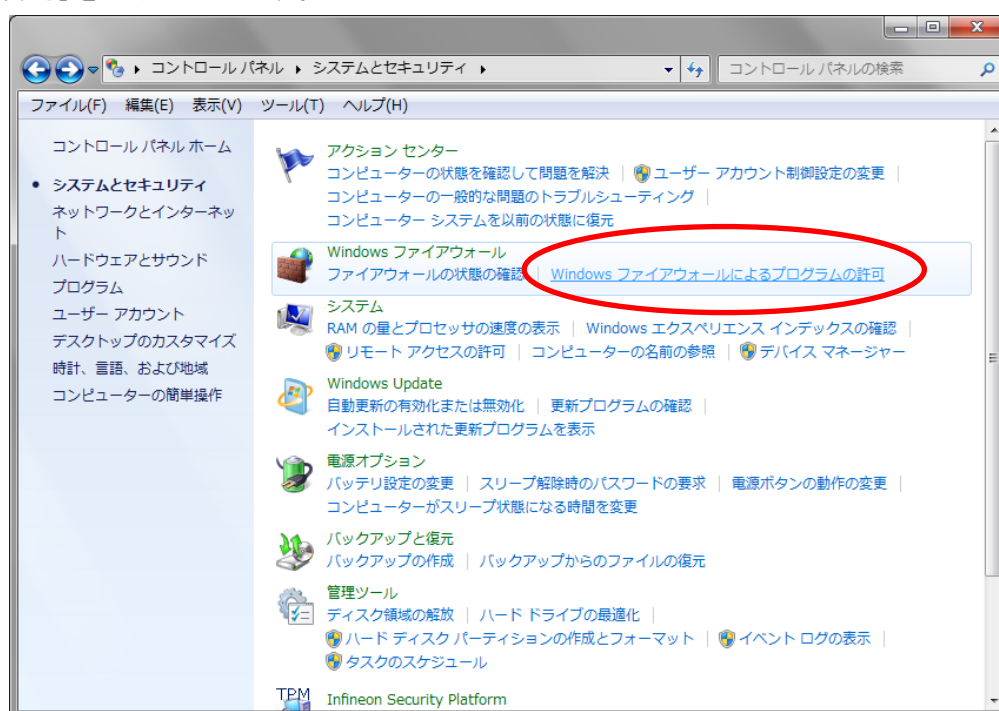 コントロール パネル ▸ システムとセキュリティ ▸
コントロール パネルの検索
ファイル(F) 編集(E) 表示(V) ツール(T) ヘルプ(H)
コントロール パネル ホーム
• システムとセキュリティ
ネットワークとインターネッ
ト
ハードウェアとサウンド
プログラム
ユーザー アカウント
デスクトップのカスタマイズ
時計、言語、および地域
コンピューターの簡単操作
アクション センター
コンピューターの状態を確認して問題を解決 | ユーザー アカウント制御設定の変更 |
コンピューターの一般的な問題のトラブルシューティング |
コンピューター システムを以前の状態に復元
Windows ファイアウォール
ファイアウォールの状態の確認 | Windows ファイアウォールによるプログラムの許可
システム
RAM の量とプロセッサの速度の表示 | Windows エクスペリエンス インデックスの確認 |
リモート アクセスの許可 | コンピューターの名前の参照 | デバイス マネージャー
Windows Update
自動更新の有効化または無効化 | 更新プログラムの確認 |
インストールされた更新プログラムを表示
電源オプション
バッテリ設定の変更 | スリープ解除時のパスワードの要求 | 電源ボタンの動作の変更 |
コンピューターがスリープ状態になる時間を変更
バックアップと復元
バックアップの作成 | バックアップからのファイルの復元
管理ツール
ディスク領域の解放 | ハード ドライブの最適化 |
ハード ディスク パーティションの作成とフォーマット | イベント ログの表示 |
タスクのスケジュール
TPM
Infineon Security Platform